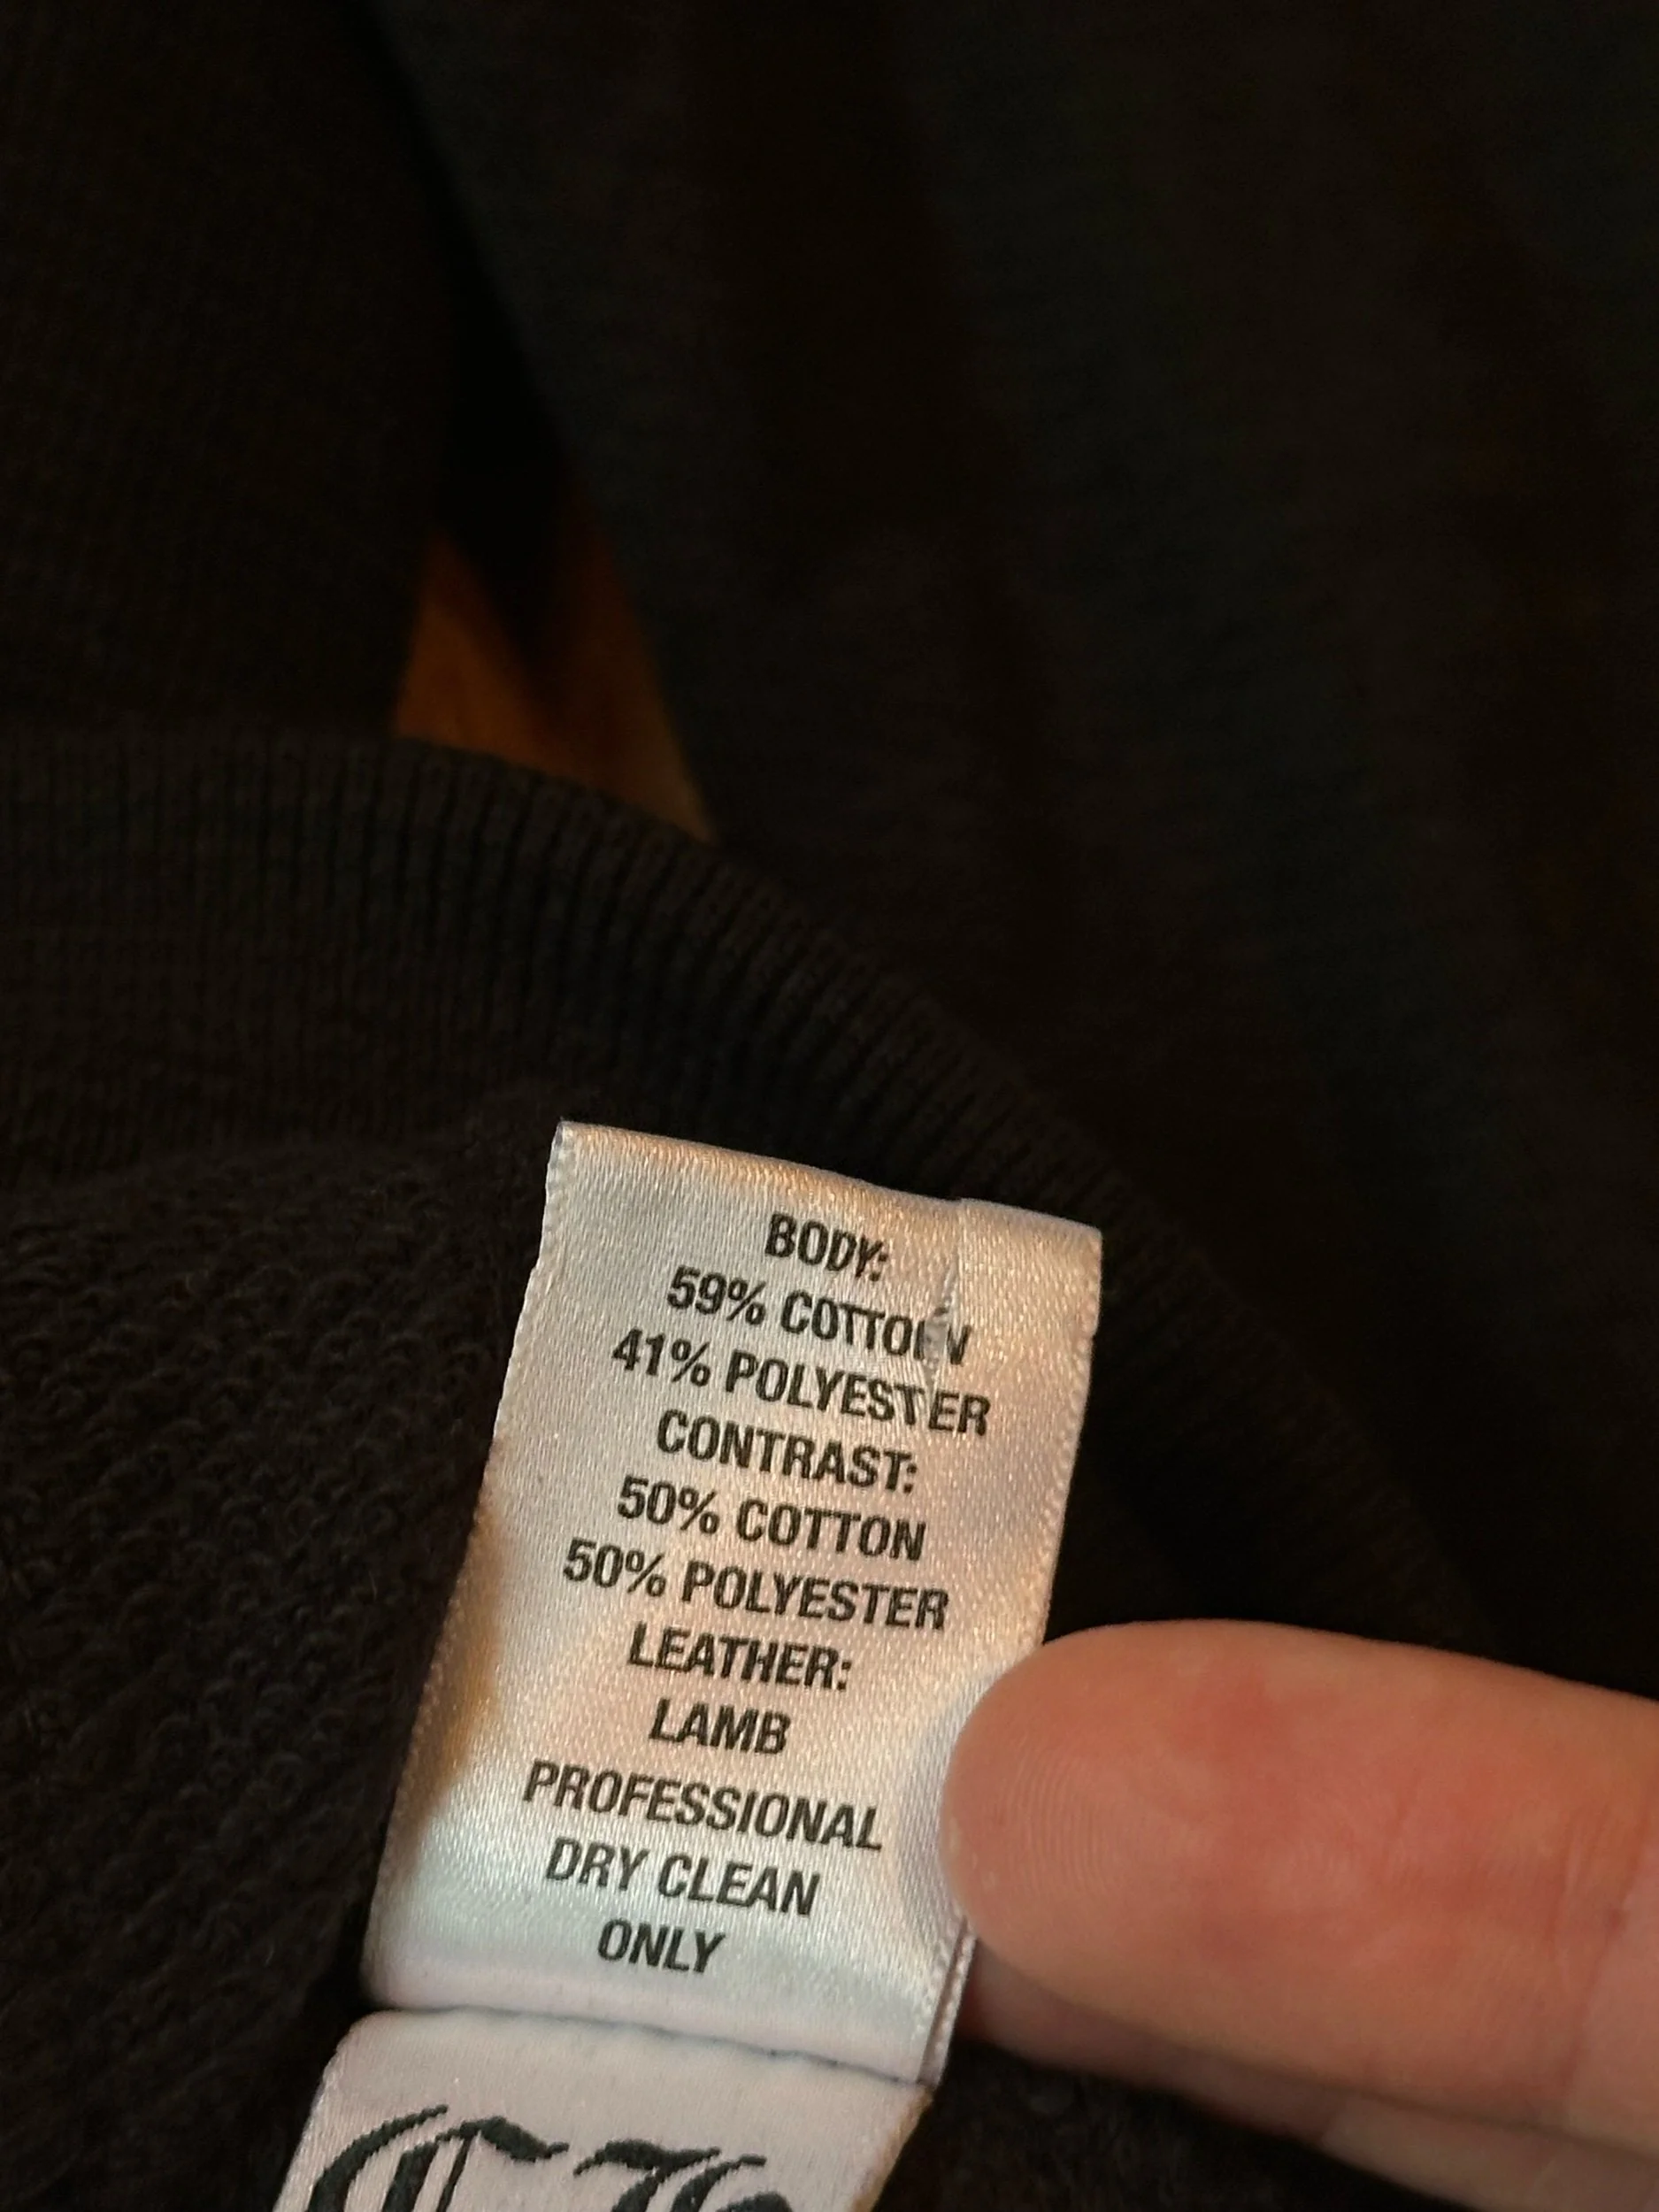 BODY:
59% COTTON
41% POLYESTER
CONTRAST:
50% COTTON
50% POLYESTER
LEATHER:
LAMB
PROFESSIONAL
DRY CLEAN
ONLY